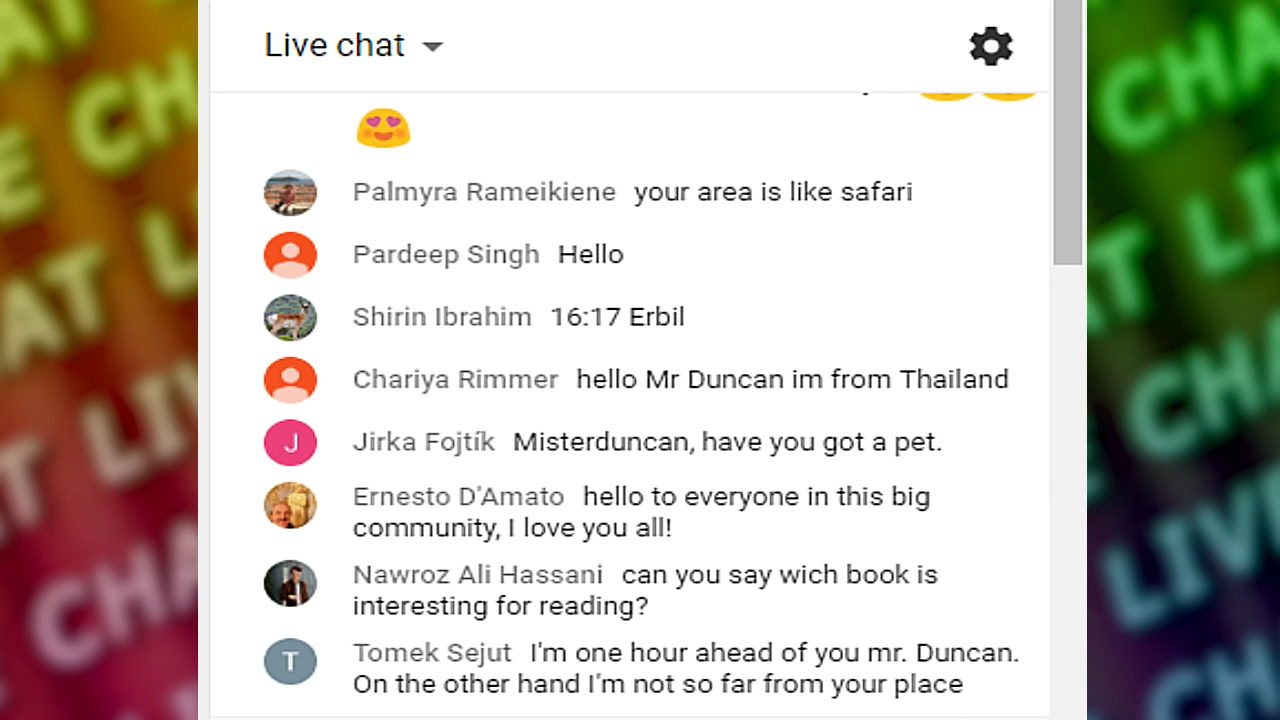 Live chat
Palmyra Rameikiene your area is like safari
Pardeep Singh Hello
Shirin Ibrahim 16:17 Erbil
Chariya Rimmer hello Mr Duncan im from Thailand
J Jirka Fojtík Misterduncan, have you got a pet.
Ernesto D'Amato hello to everyone in this big
community, I love you all!
Nawroz Ali Hassani can you say wich book is
interesting for reading?
T Tomek Sejut I'm one hour ahead of you mr. Duncan.
On the other hand I'm not so far from your place